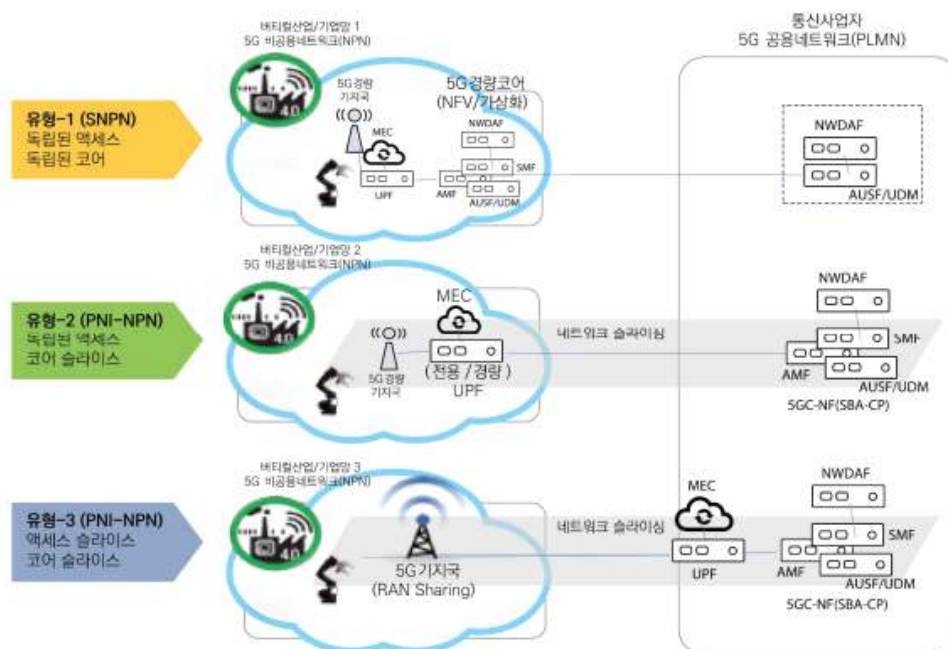 버티컬산업/기업망 1
5G 비공용네트워크(NPN)
통신사업자
5G 공용네트워크(PLMN)
유형-1 (SNPN)
독립된 액세스
독립된 코어
4.0
5G경량
기지국
MEC
UPF
5G경량코어
(NFV/가상화)
NWDAF
SMF
AMF
AUSF/UDM
NWDAF
AUSF/UDM
버티컬산업/기업망 2
5G 비공용네트워크(NPN)
유형-2 (PNI-NPN)
독립된 액세스
코어 슬라이스
4.0
5G경량
기지국
MEC
(전용 /경량 )
UPF
네트워크 슬라이싱
NWDAF
SMF
AMF
AUSF/UDM
5GC-NF(SBA-CP)
버티컬산업/기업망 3
5G 비공용네트워크(NPN)
유형-3 (PNI-NPN)
액세스 슬라이스
코어 슬라이스
4.0
5G기지국
(RAN Sharing)
네트워크 슬라이싱
MEC
UPF
NWDAF
SMF
AMF
AUSF/UDM
5GC-NF(SBA-CP)